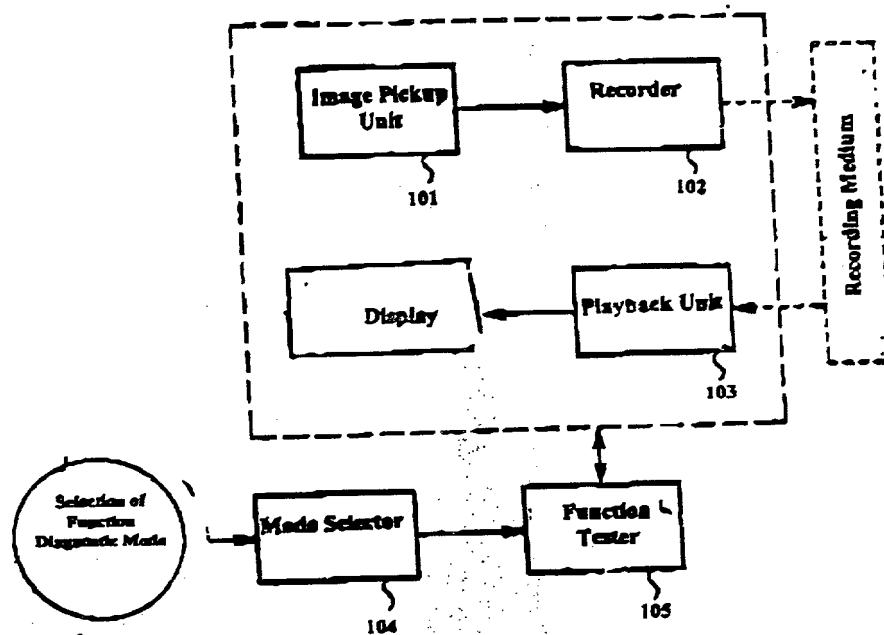 Image Pickup
Unit
101
Recorder
102
Recording Medium
Display
Playback Unit
103
Selection of
Function
Diagnostic Mode
Mode Selector
104
Function
Tester
105